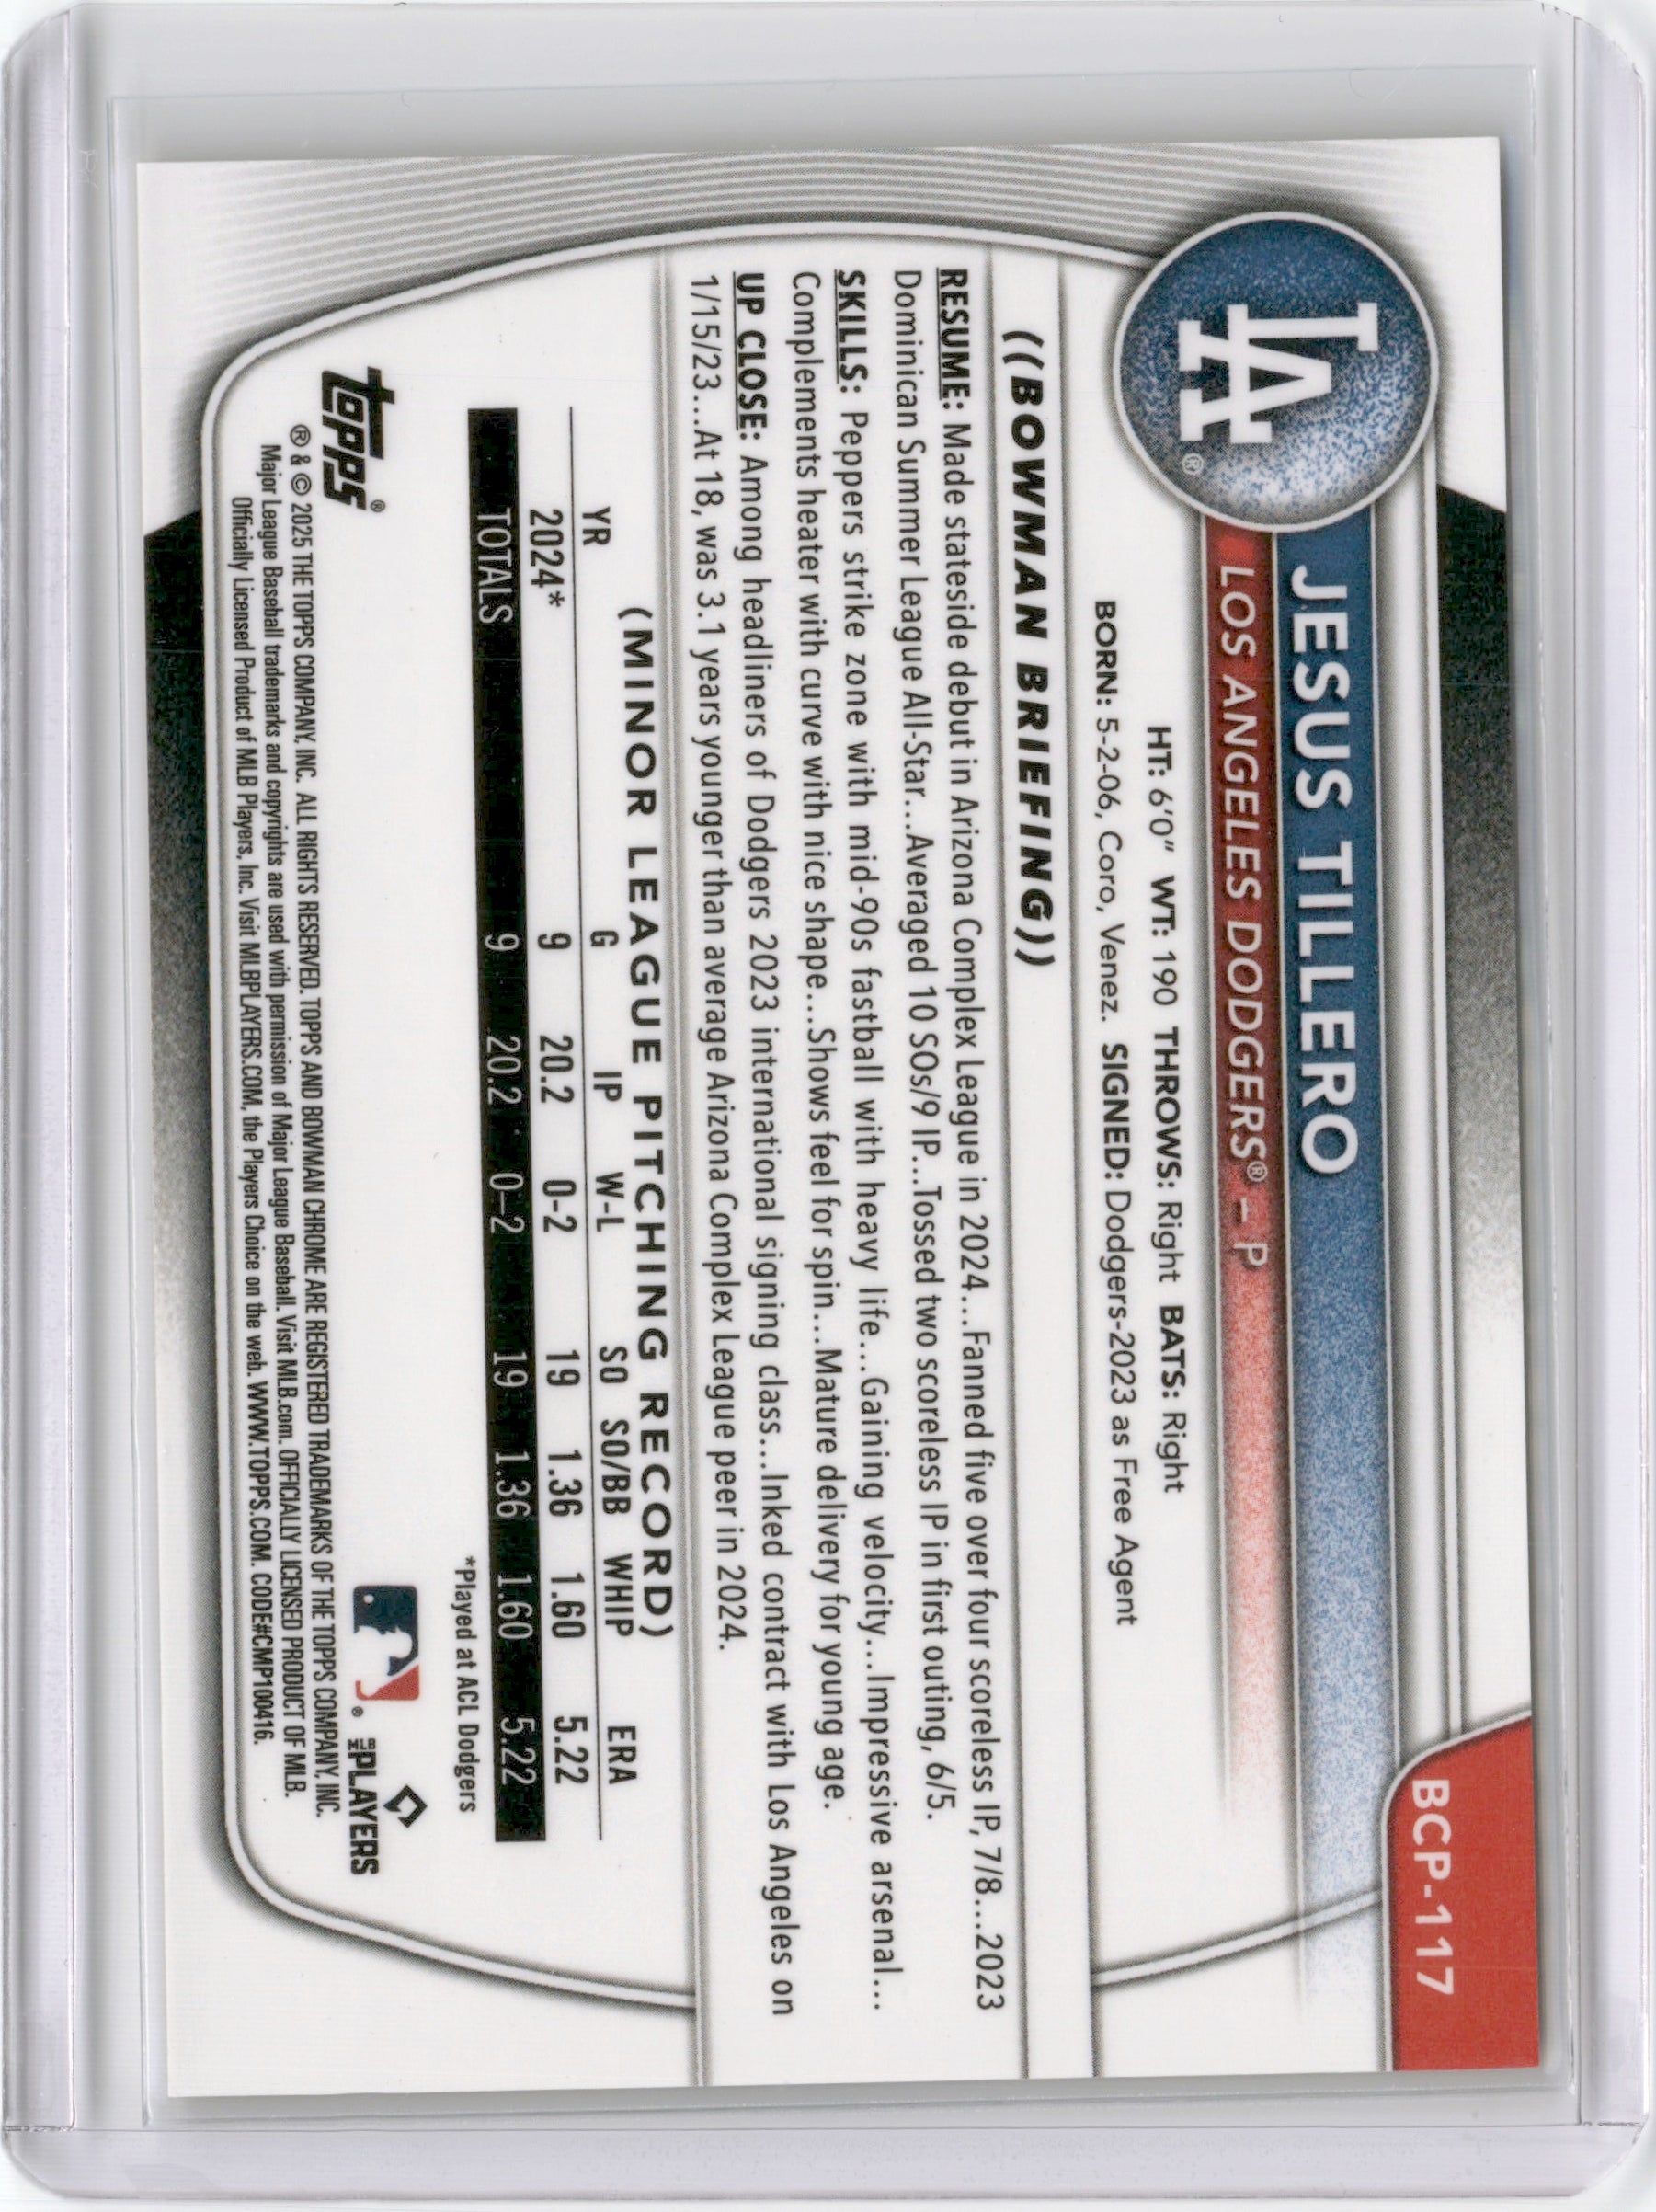 BCP-117
LA®
JESUS TILLERO
LOS ANGELES DODGERS® – P
HT: 6'0" WT: 190 THROWS: Right BATS: Right
BORN: 5-2-06, Coro, Venez. SIGNED: Dodgers-2023 as Free Agent
((BOWMAN BRIEFING))
RESUME: Made stateside debut in Arizona Complex League in 2024...Fanned five over four scoreless IP, 7/8...2023
Dominican Summer League All-Star...Averaged 10 SOs/9 IP...Tossed two scoreless IP in first outing, 6/5.
SKILLS: Peppers strike zone with mid-90s fastball with heavy life...Gaining velocity...Impressive arsenal...
Complements heater with curve with nice shape...Shows feel for spin...Mature delivery for young age.
UP CLOSE: Among headliners of Dodgers 2023 international signing class...Inked contract with Los Angeles on
1/15/23...At 18, was 3.1 years younger than average Arizona Complex League peer in 2024.
(MINOR LEAGUE PITCHING RECORD)
YR G IP W-L SO SO/BB WHIP ERA
2024* 9 20.2 0-2 19 1.36 1.60 5.22
TOTALS 9 20.2 0-2 19 1.36 1.60 5.22
*Played at ACL Dodgers
topps®
® MLB PLAYERS
® & © 2025 THE TOPPS COMPANY, INC. ALL RIGHTS RESERVED. TOPPS AND BOWMAN CHROME ARE REGISTERED TRADEMARKS OF THE TOPPS COMPANY, INC.
Major League Baseball trademarks and copyrights are used with permission of Major League Baseball. Visit MLB.com. OFFICIALLY LICENSED PRODUCT OF MLB
Officially Licensed Product of MLB Players, Inc. Visit MLBPLAYERS.COM, the Players Choice on the web. WWW.TOPPS.COM. CODE#CMP100416.